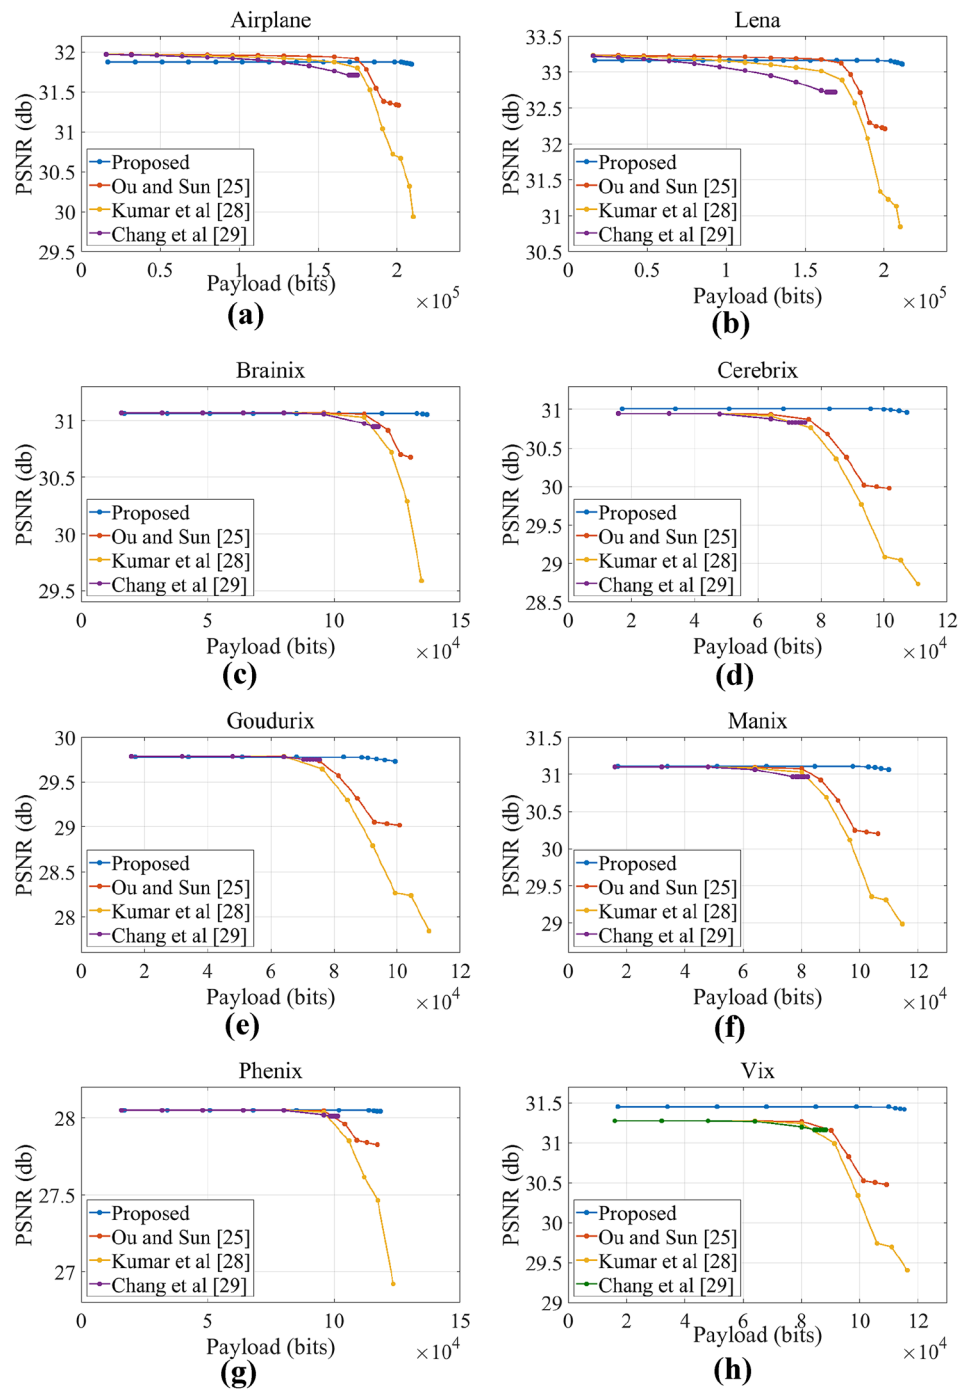 Airplane
PSNR (db)
32
31.5
31
30.5
30
29.5
Proposed
Ou and Sun [25]
Kumar et al [28]
Chang et al [29]
0 0.5 1 1.5 2
Payload (bits)
×10^5
(a)
Lena
PSNR (db)
33.5
33
32.5
32
31.5
31
30.5
Proposed
Ou and Sun [25]
Kumar et al [28]
Chang et al [29]
0 0.5 1 1.5 2
Payload (bits)
×10^5
(b)
Brainix
PSNR (db)
31
30.5
30
29.5
Proposed
Ou and Sun [25]
Kumar et al [28]
Chang et al [29]
0 5 10 15
Payload (bits)
×10^4
(c)
Cerebrix
PSNR (db)
31
30.5
30
29.5
29
28.5
Proposed
Ou and Sun [25]
Kumar et al [28]
Chang et al [29]
0 2 4 6 8 10 12
Payload (bits)
×10^4
(d)
Goudurix
PSNR (db)
30
29.5
29
28.5
28
Proposed
Ou and Sun [25]
Kumar et al [28]
Chang et al [29]
0 2 4 6 8 10 12
Payload (bits)
×10^4
(e)
Manix
PSNR (db)
31.5
31
30.5
30
29.5
29
Proposed
Ou and Sun [25]
Kumar et al [28]
Chang et al [29]
0 2 4 6 8 10 12
Payload (bits)
×10^4
(f)
Phenix
PSNR (db)
28
27.5
27
Proposed
Ou and Sun [25]
Kumar et al [28]
Chang et al [29]
0 5 10 15
Payload (bits)
×10^4
(g)
Vix
PSNR (db)
31.5
31
30.5
30
29.5
29
Proposed
Ou and Sun [25]
Kumar et al [28]
Chang et al [29]
0 2 4 6 8 10 12
Payload (bits)
×10^4
(h)